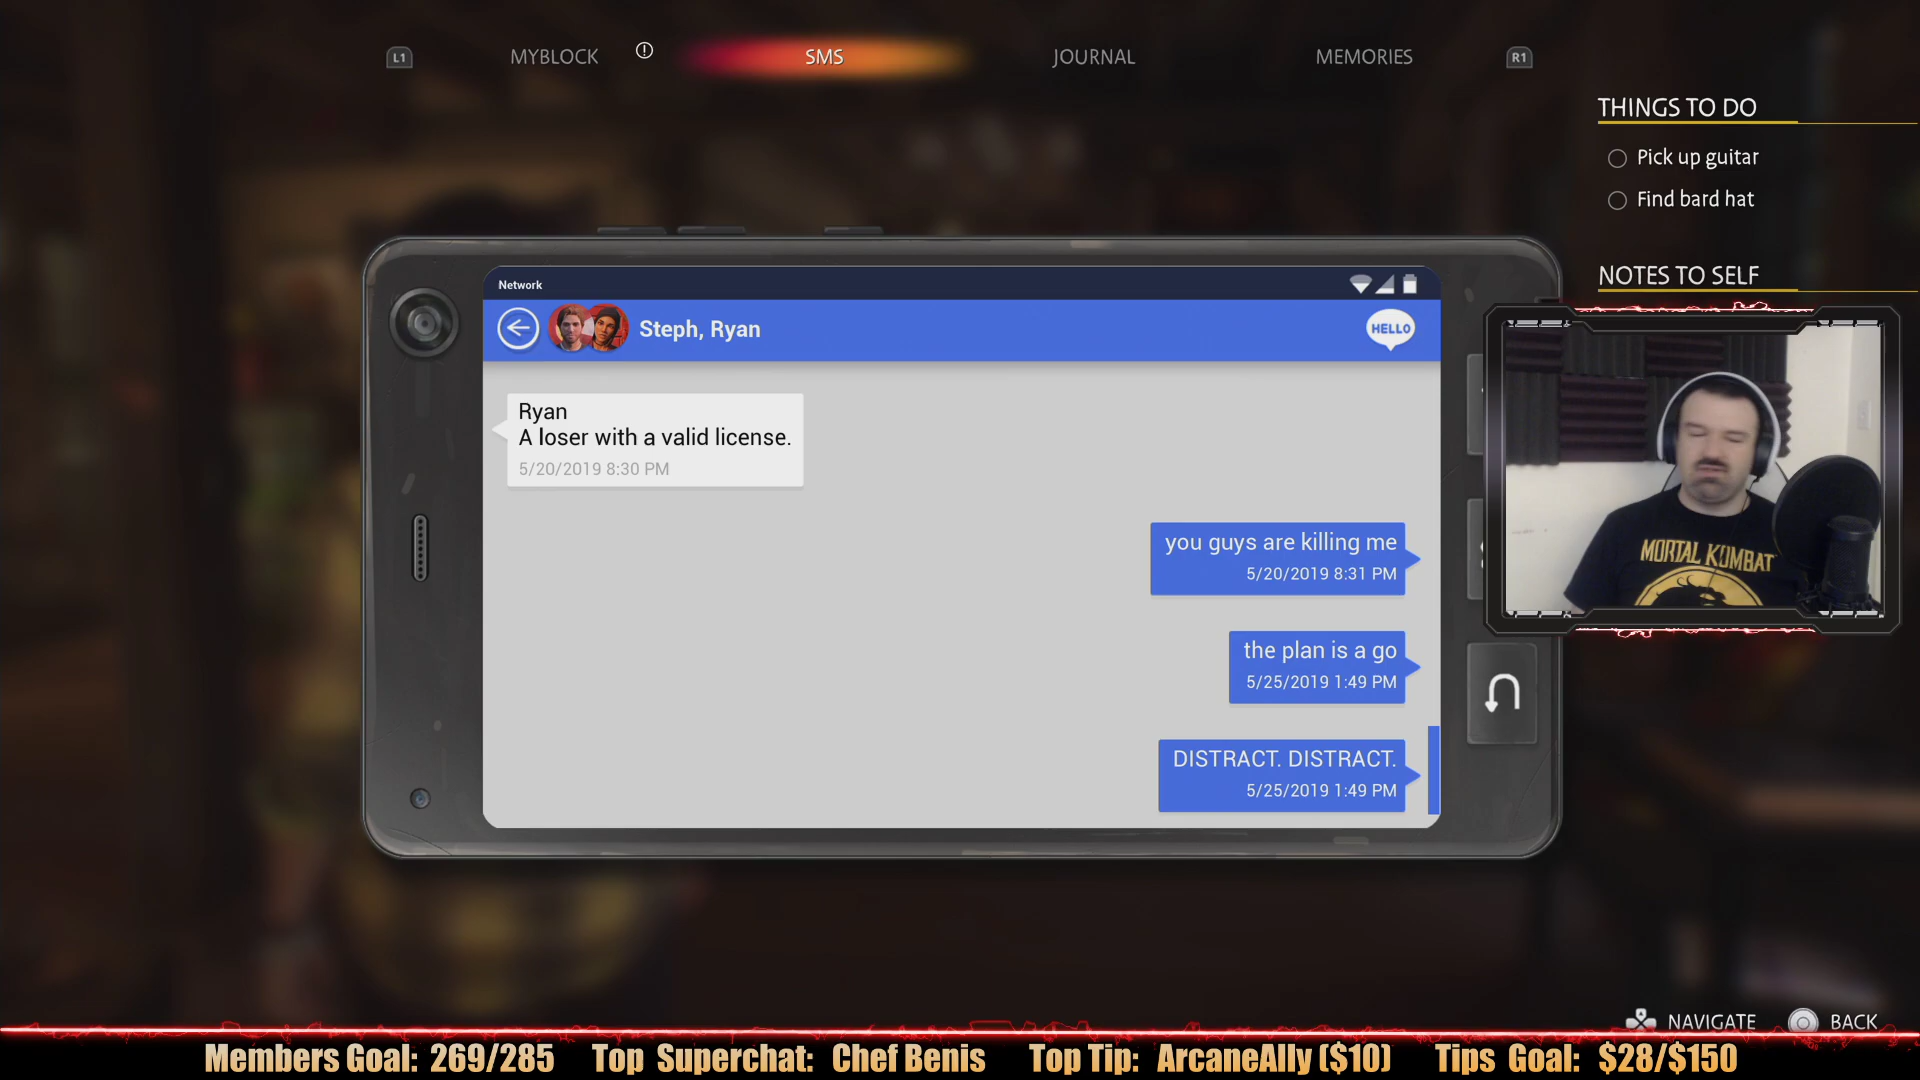 L1
MYBLOCK
SMS
JOURNAL
MEMORIES
R1
THINGS TO DO
Pick up guitar
Find bard hat
NOTES TO SELF
Network
Steph, Ryan
HELLO
Ryan
A loser with a valid license.
5/20/2019 8:30 PM
you guys are killing me
5/20/2019 8:31 PM
the plan is a go
5/25/2019 1:49 PM
DISTRACT. DISTRACT.
5/25/2019 1:49 PM
MORTAL KOMBAT
NAVIGATE
BACK
Members Goal: 269/285 Top Superchat: Chef Benis Top Tip: ArcaneAlly ($10) Tips Goal: $28/$150